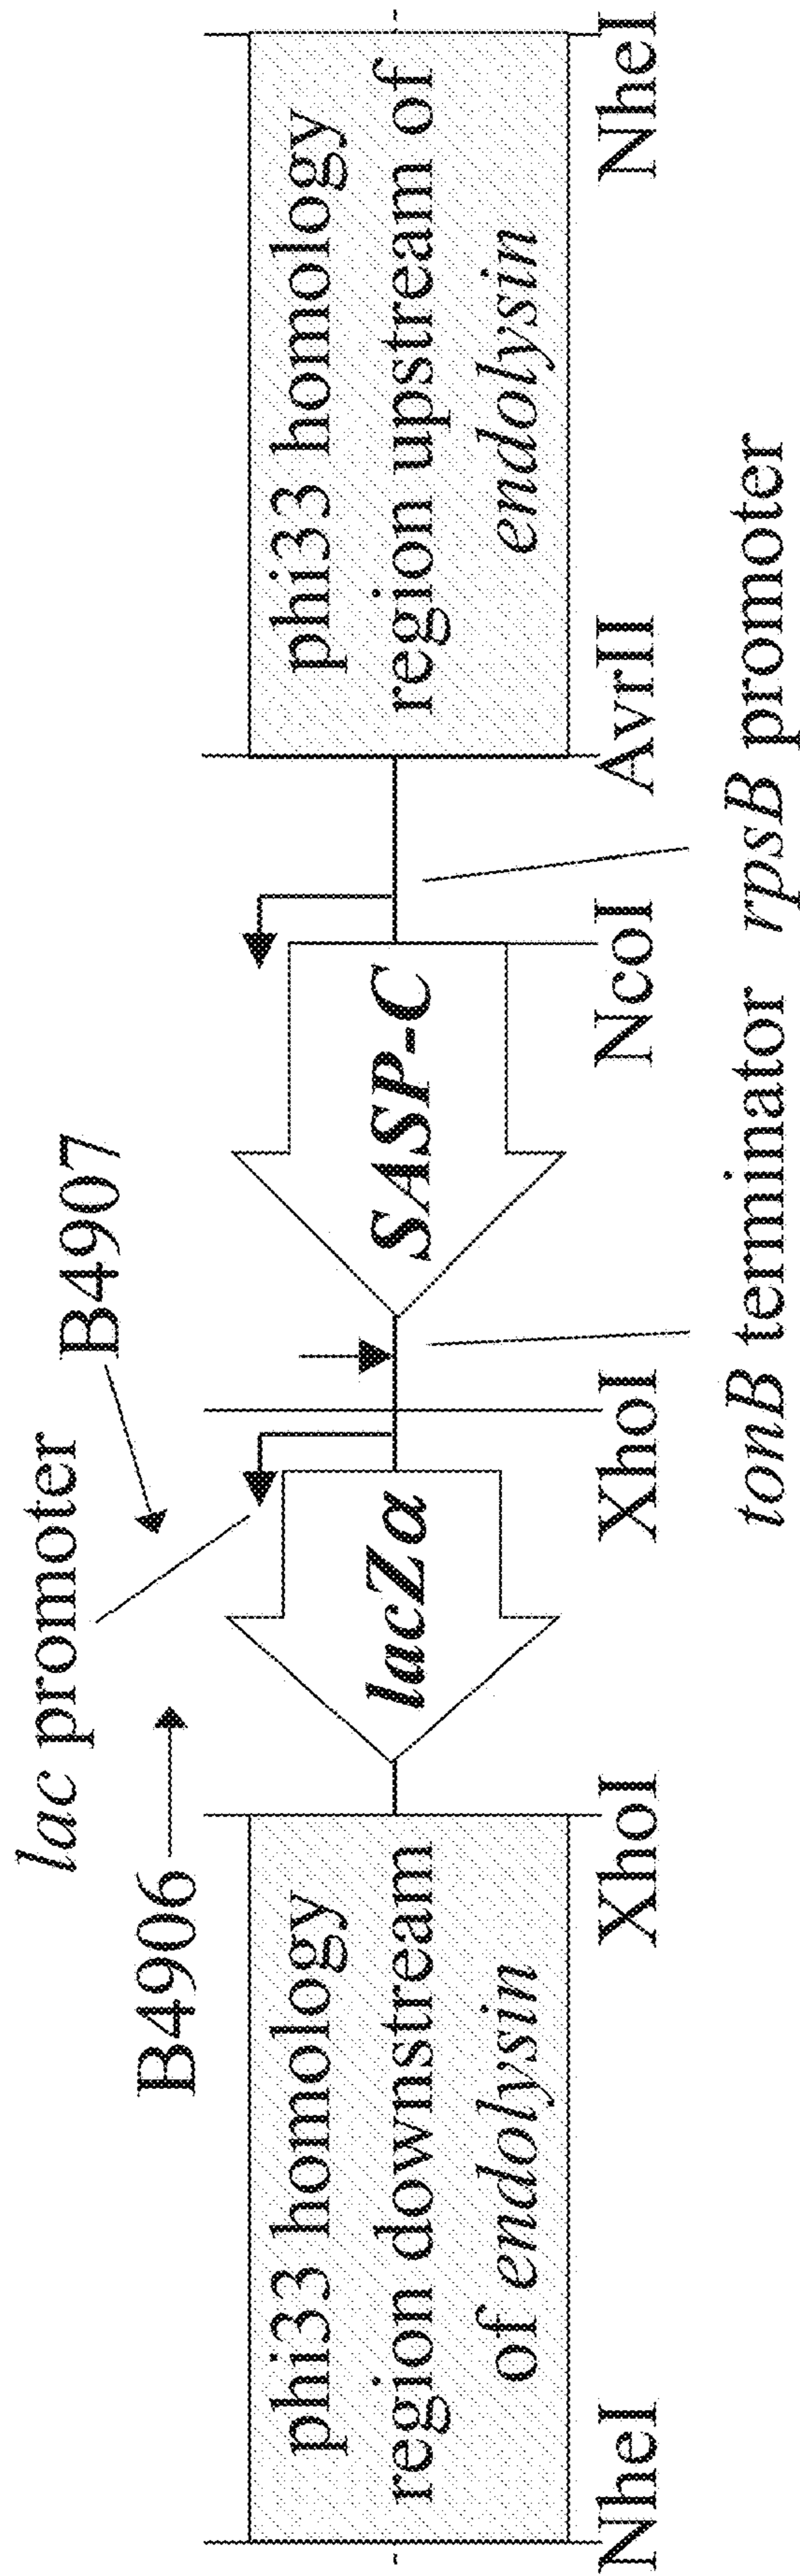 lac promoter
B4907
B4906
phi33 homology
region downstream
of endolysin
lacZα
SASP-C
phi33 homology
region upstream of
endolysin
NheI
XhoI
XhoI
NcoI
AvrII
NheI
tonB terminator
rpsB promoter